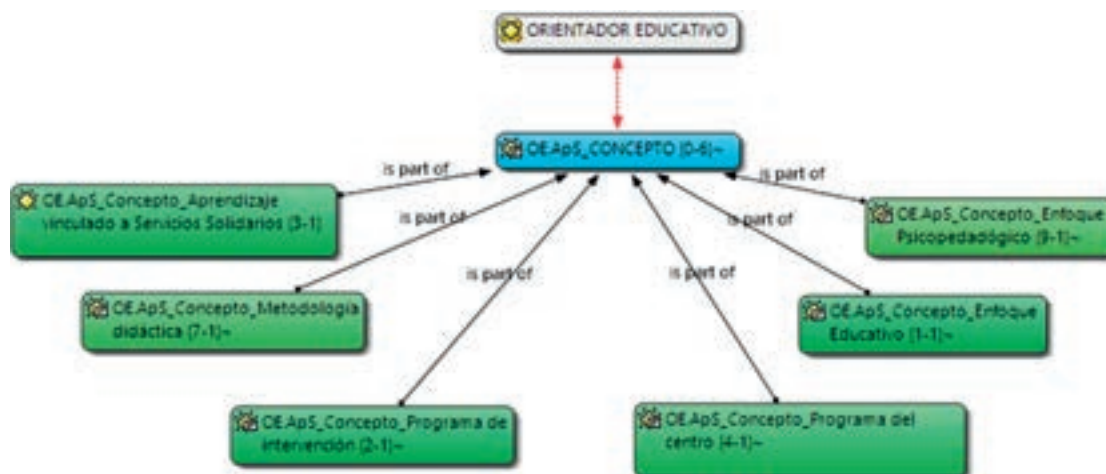 ORIENTADOR EDUCATIVO
OE.ApS_CONCEPTO {0-6}~
is part of
is part of
is part of
is part of
is part of
is part of
OE.ApS_Concepto_Aprendizaje
vinculado a Servicios Solidarios {3-1}
OE.ApS_Concepto_Enfoque
Psicopedadógico {9-1}~
OE.ApS_Concepto_Metodología
didáctica {7-1}~
OE.ApS_Concepto_Enfoque
Educativo {1-1}~
OE.ApS_Concepto_Programa de
intervención {2-1}~
OE.ApS_Concepto_Programa del
centro {4-1}~